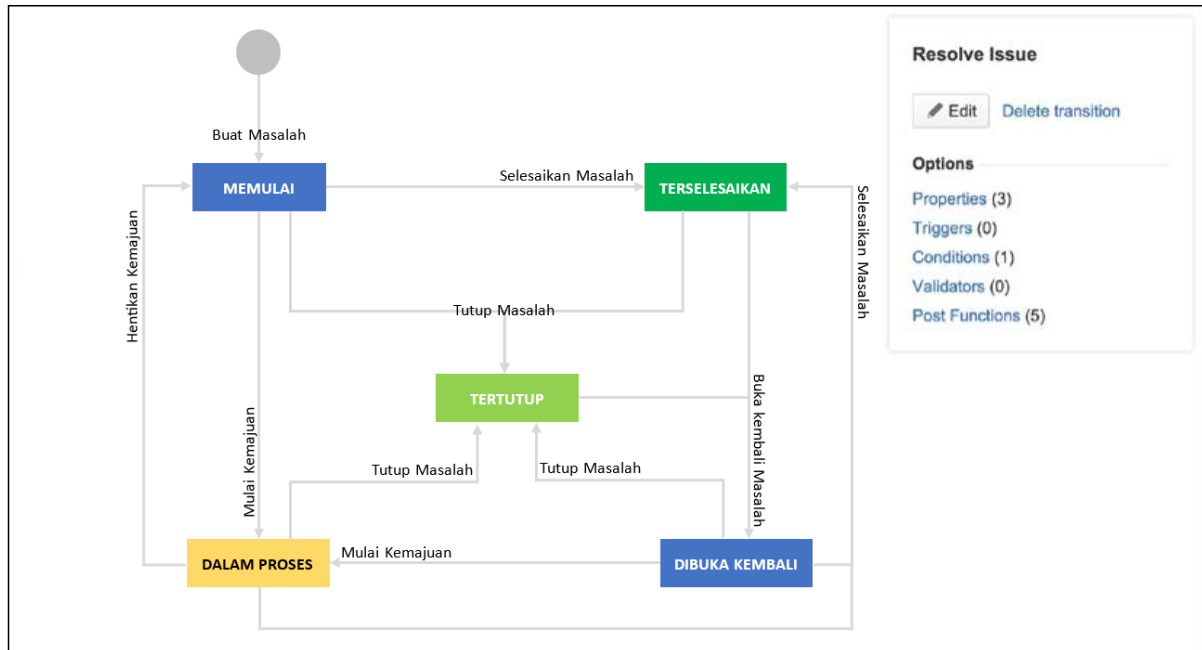 Buat Masalah
MEMULAI
Selesaikan Masalah
TERSELESAIKAN
Hentikan Kemajuan
Selesaikan Masalah
Tutup Masalah
TERTUTUP
Mulai Kemajuan
Buka kembali Masalah
Tutup Masalah
Tutup Masalah
DALAM PROSES
Mulai Kemajuan
DIBUKA KEMBALI
Resolve Issue
Edit Delete transition
Options
Properties (3)
Triggers (0)
Conditions (1)
Validators (0)
Post Functions (5)